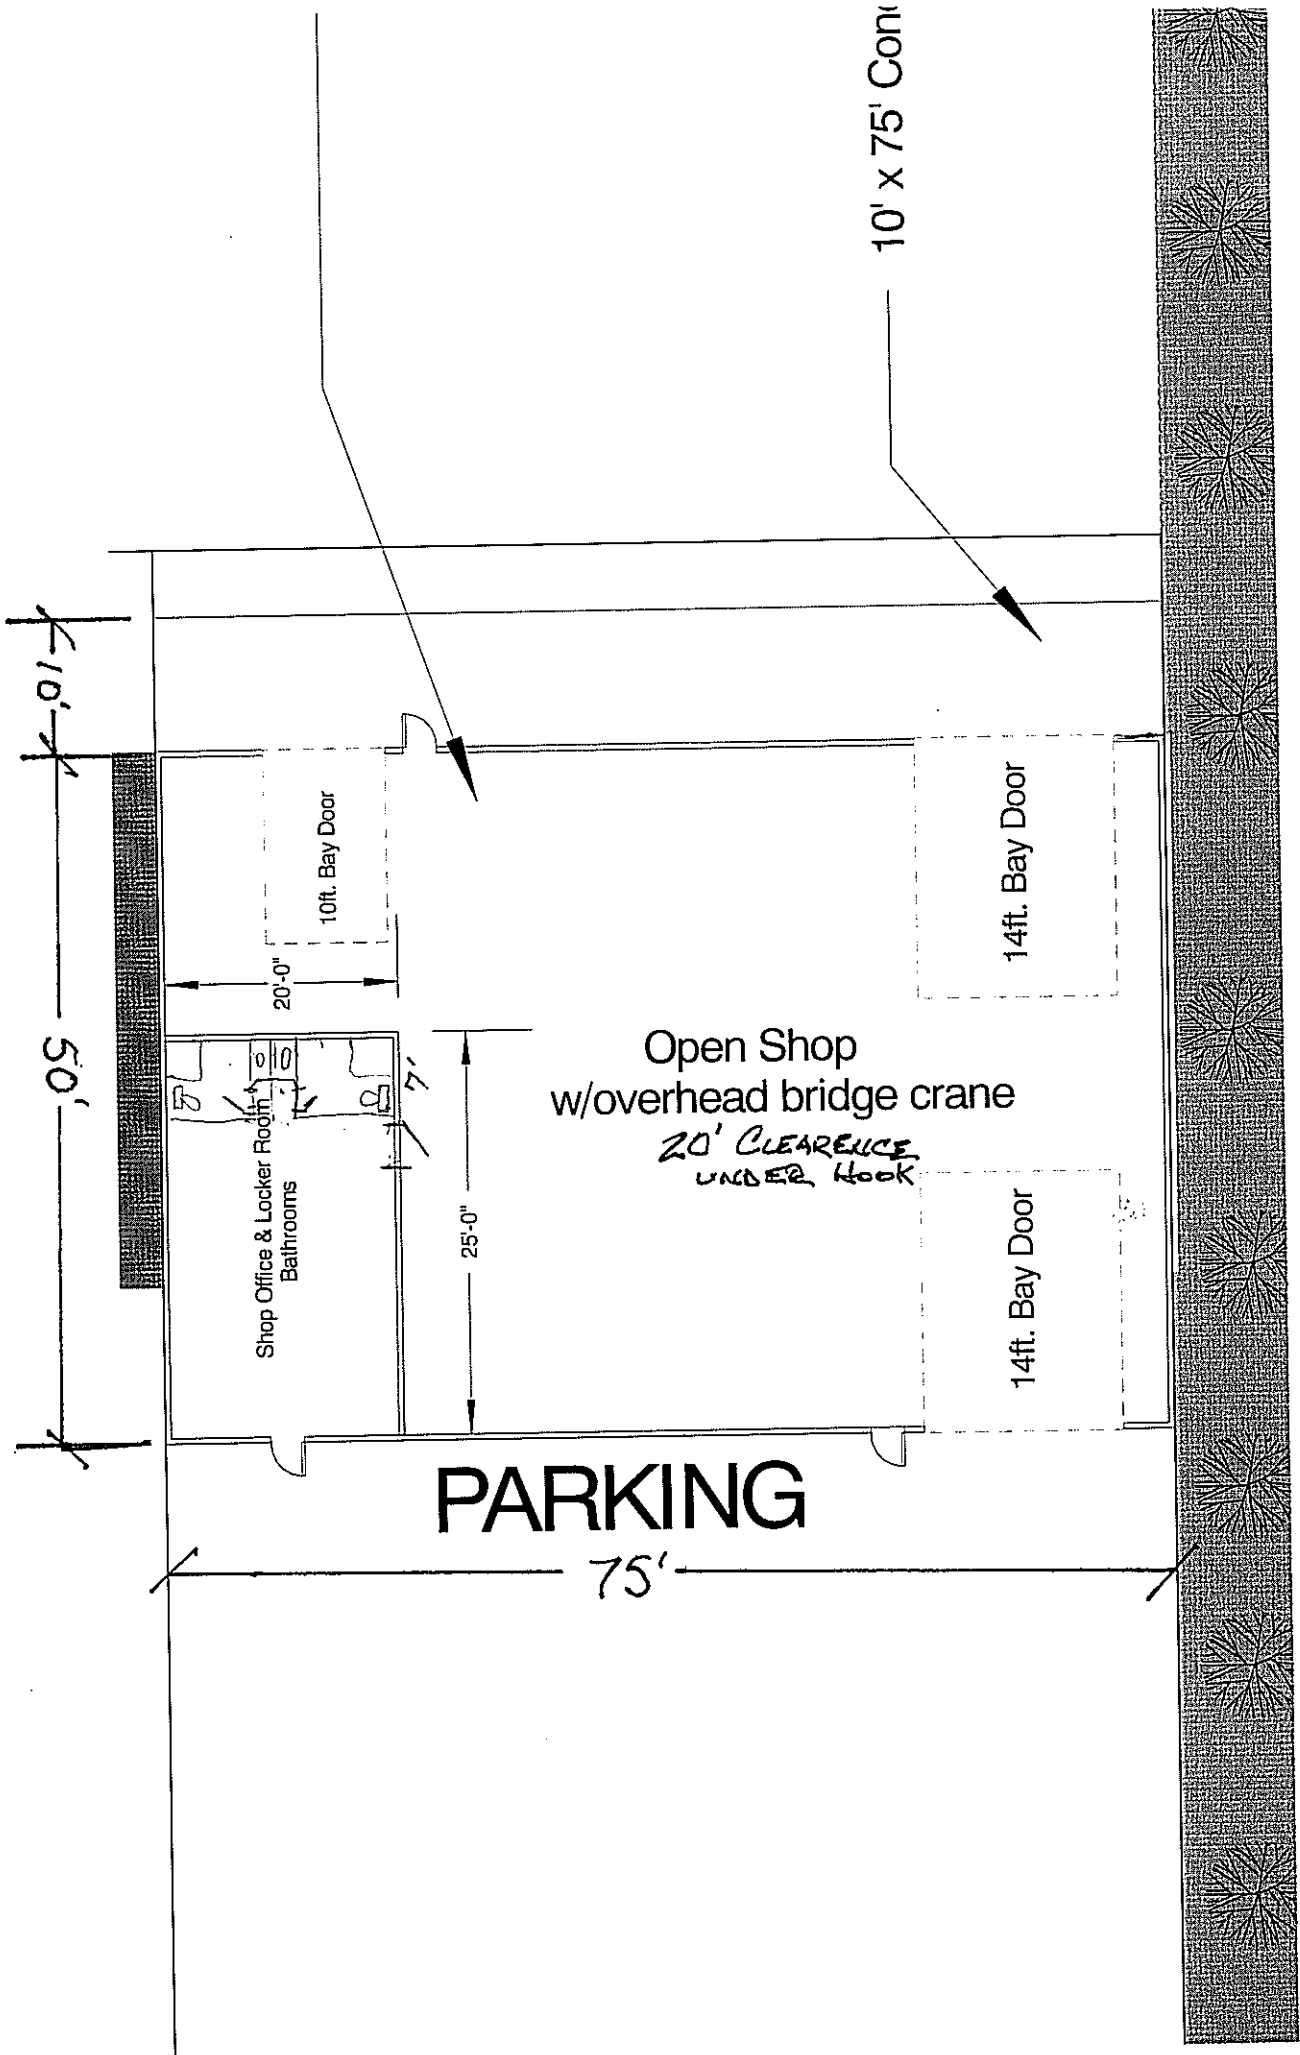 10' x 75' Con
10'
50'
10ft. Bay Door
14ft. Bay Door
20'-0"
Open Shop
w/overhead bridge crane
20' CLEARENCE
UNDER HOOK
7'
Shop Office & Locker Room
Bathrooms
25'-0"
14ft. Bay Door
PARKING
75'